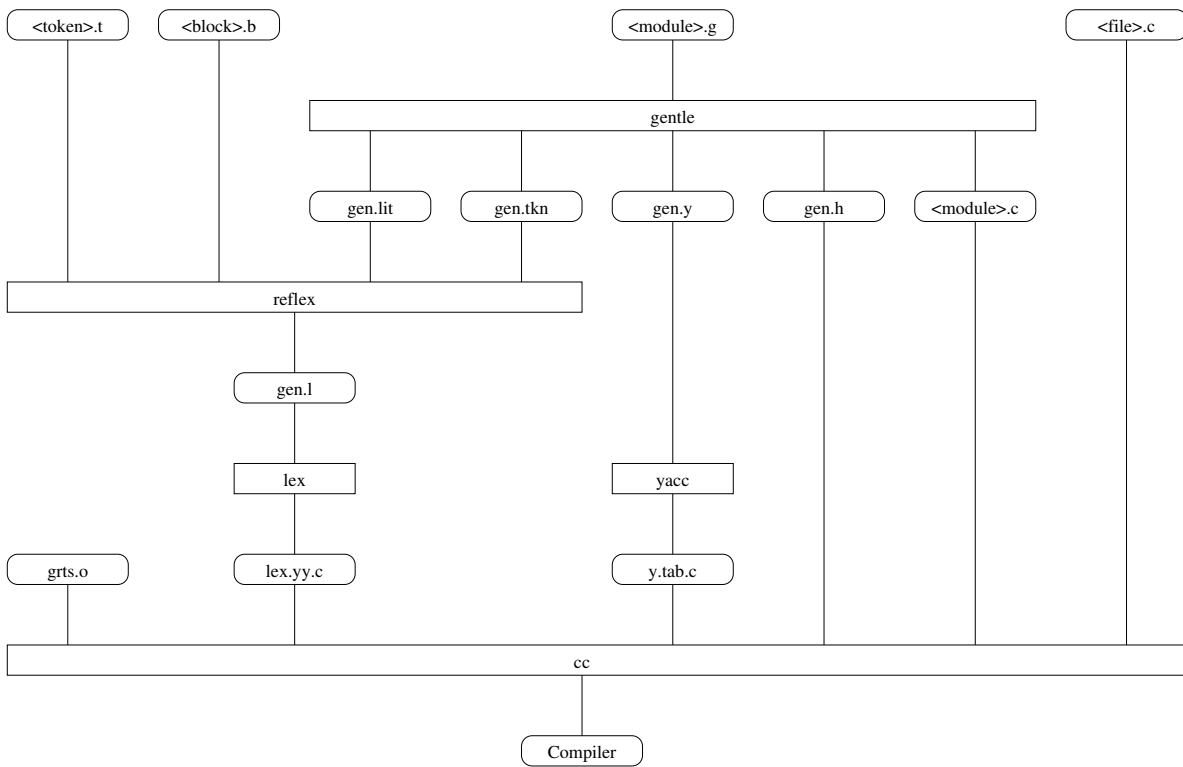 <token>.t
<block>.b
<module>.g
<file>.c
gentle
gen.lit
gen.tkn
gen.y
gen.h
<module>.c
reflex
gen.l
lex
yacc
grts.o
lex.yy.c
y.tab.c
cc
Compiler